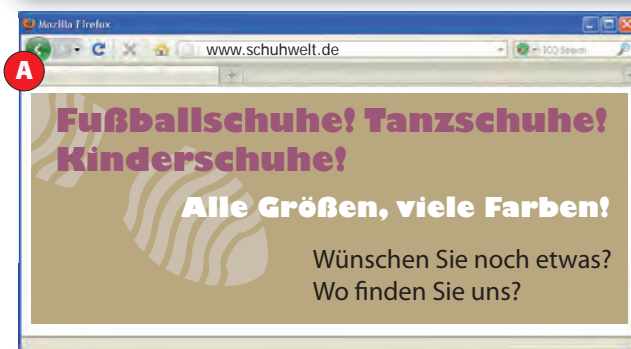 Mozilla Firefox
www.schuhwelt.de
A
Fußballschuhe! Tanzschuhe!
Kinderschuhe!
Alle Größen, viele Farben!
Wünschen Sie noch etwas?
Wo finden Sie uns?